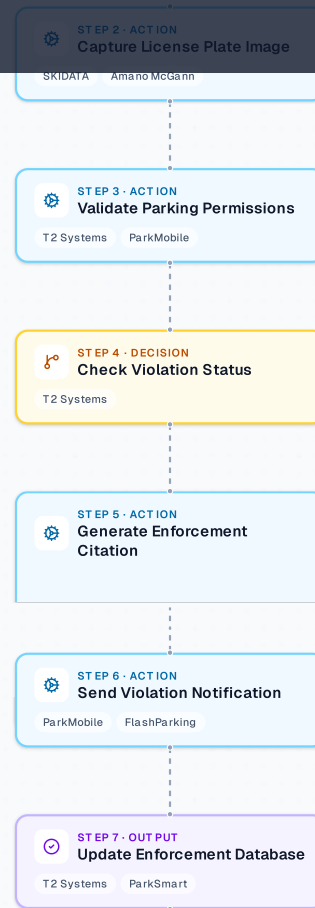 STEP 2 · ACTION
Capture License Plate Image
SKIDATA Amano McGann
STEP 3 · ACTION
Validate Parking Permissions
T2 Systems ParkMobile
STEP 4 · DECISION
Check Violation Status
T2 Systems
STEP 5 · ACTION
Generate Enforcement
Citation
STEP 6 · ACTION
Send Violation Notification
ParkMobile FlashParking
STEP 7 · OUTPUT
Update Enforcement Database
T2 Systems ParkSmart